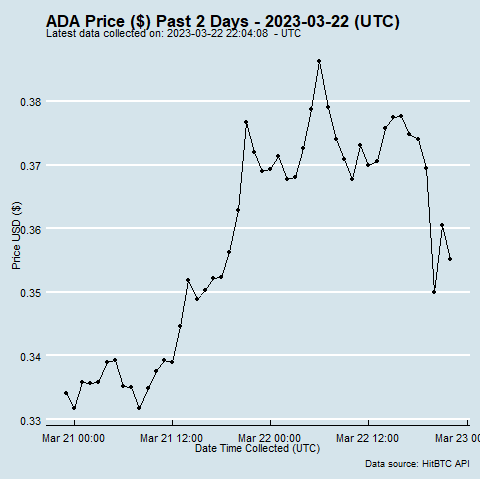 ADA Price ($) Past 2 Days - 2023-03-22 (UTC)
Latest data collected on: 2023-03-22 22:04:08 - UTC
0.38
0.37
0.36
0.35
0.34
0.33
Price USD ($)
Mar 21 00:00 Mar 21 12:00 Mar 22 00:00 Mar 22 12:00 Mar 23 00
Date Time Collected (UTC)
Data source: HitBTC API